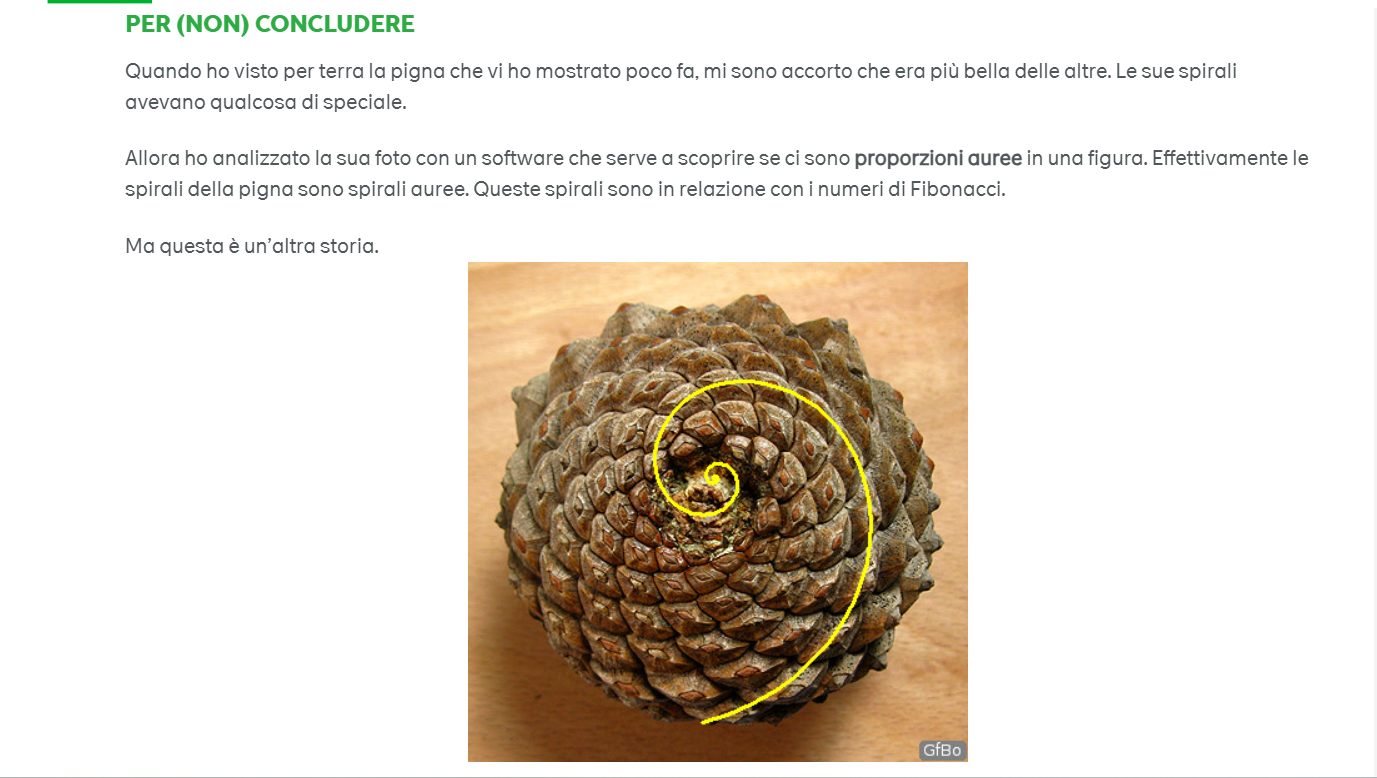 PER (NON) CONCLUDERE
Quando ho visto per terra la pigna che vi ho mostrato poco fa, mi sono accorto che era più bella delle altre. Le sue spirali
avevano qualcosa di speciale.
Allora ho analizzato la sua foto con un software che serve a scoprire se ci sono proporzioni auree in una figura. Effettivamente le
spirali della pigna sono spirali auree. Queste spirali sono in relazione con i numeri di Fibonacci.
Ma questa è un’altra storia.
GfBo